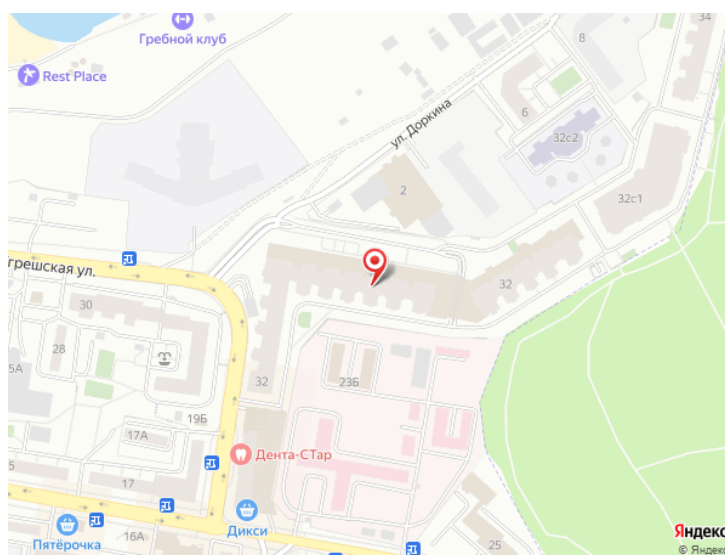 Гребной клуб
Rest Place
34
8
6
ул. Доркина
32с2
2
32с1
грешская ул.
30
32
28
5А
32
23Б
19Б
17А
Дента-СТар
5
17
Дикси
Пятёрочка
16А
25
Яндекс
© Яндекс